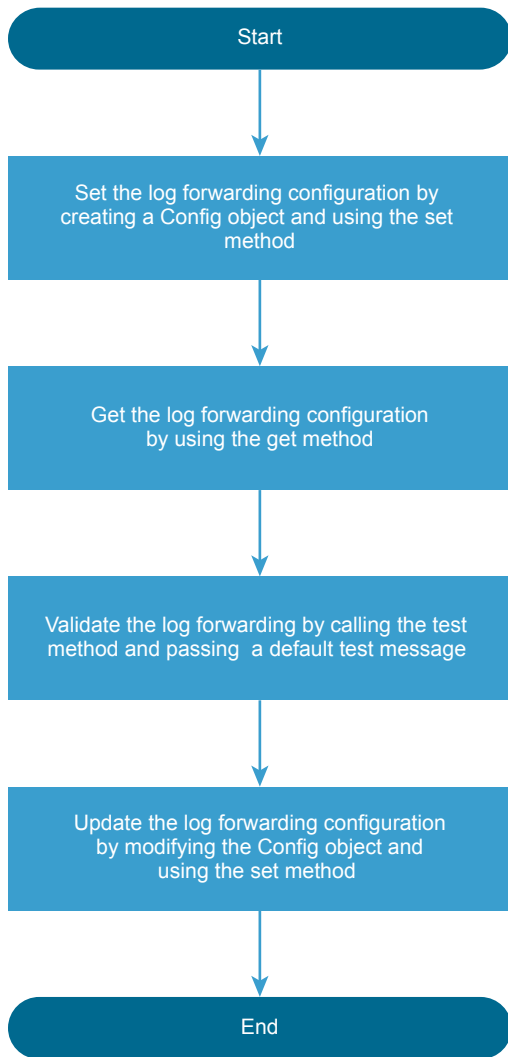 Start
Set the log forwarding configuration by
creating a Config object and using the set
method
Get the log forwarding configuration
by using the get method
Validate the log forwarding by calling the test
method and passing  a default test message
Update the log forwarding configuration
by modifying the Config object and
using the set method
End